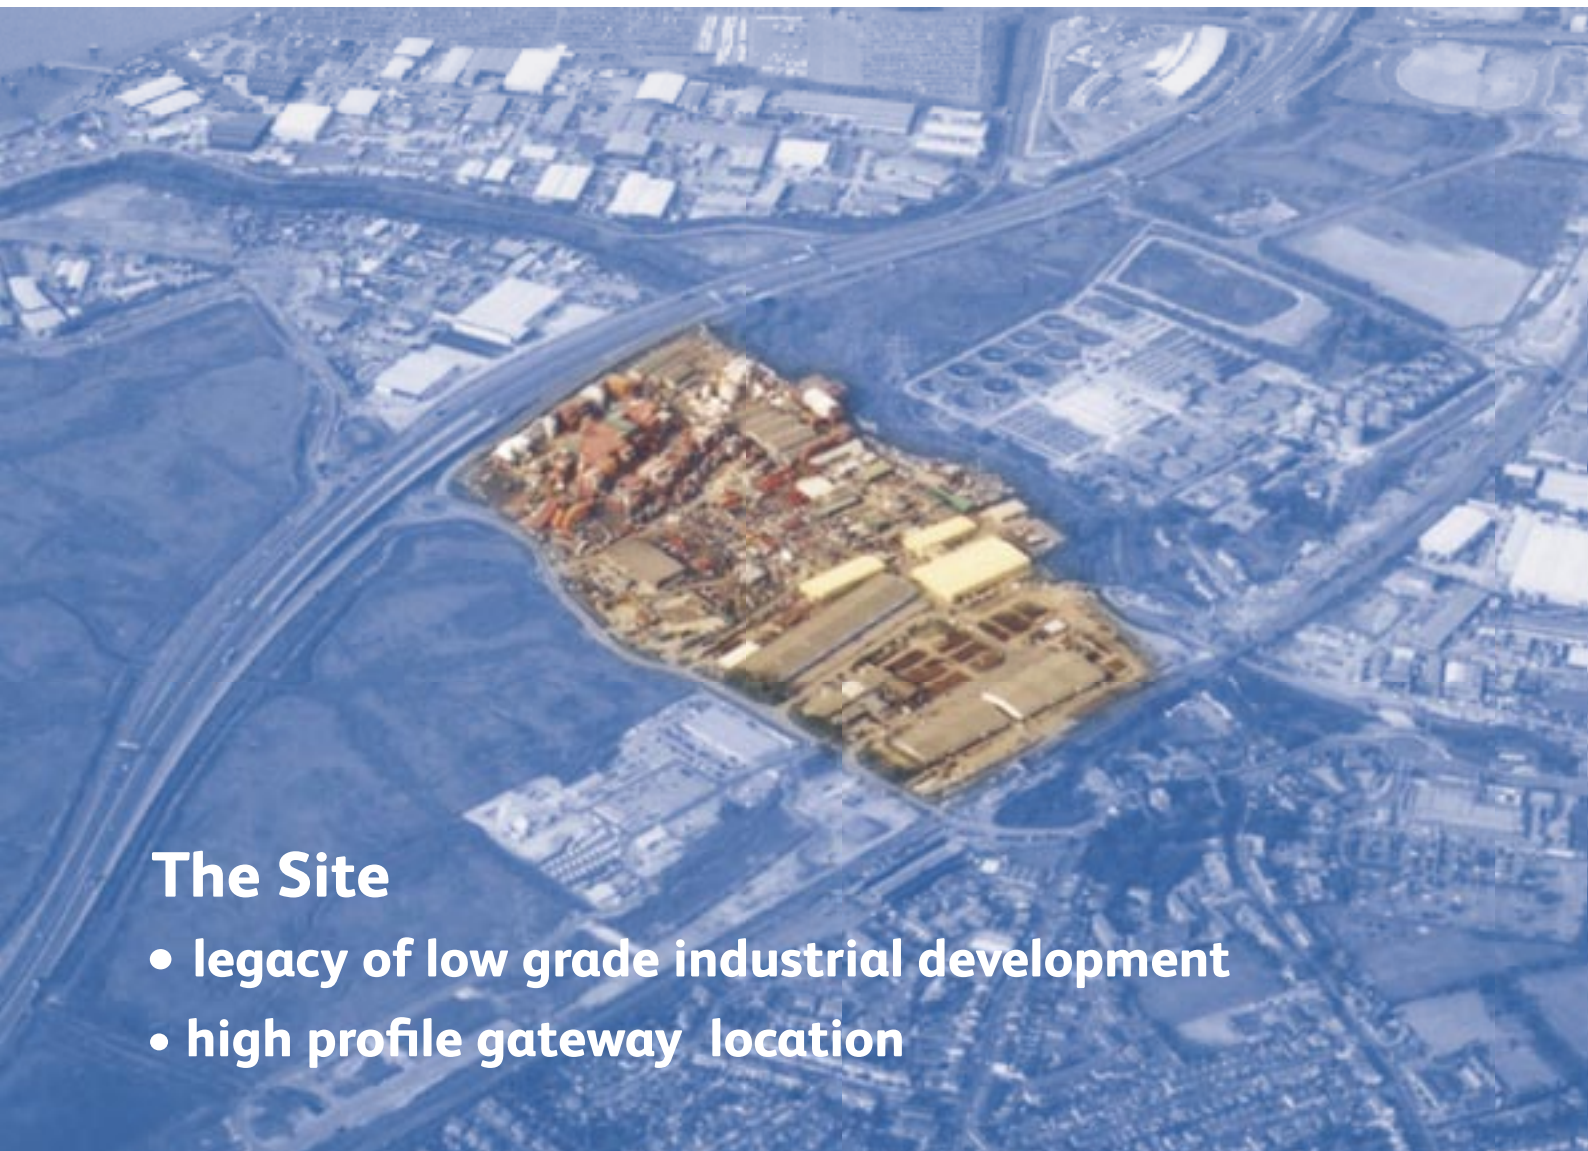 The Site
• legacy of low grade industrial development
• high profile gateway  location